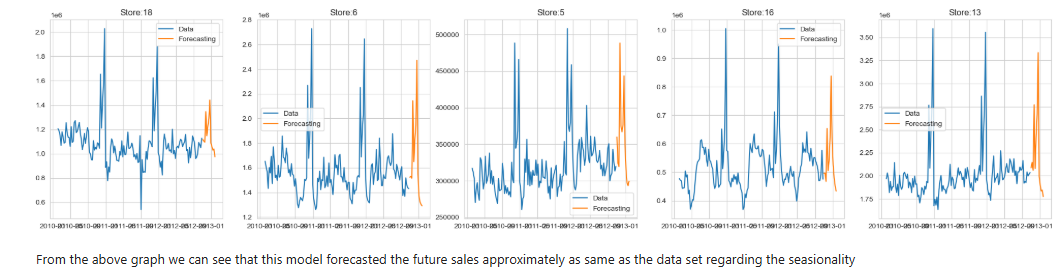 Store:18
1e6
2.0
1.8
1.6
1.4
1.2
1.0
0.8
0.6
Data
Forecasting
Store:6
1e6
2.8
2.6
2.4
2.2
2.0
1.8
1.6
1.4
1.2
Data
Forecasting
Store:5
500000
450000
400000
350000
300000
250000
Data
Forecasting
Store:16
1e6
1.0
0.9
0.8
0.7
0.6
0.5
0.4
Data
Forecasting
Store:13
1e6
3.50
3.25
3.00
2.75
2.50
2.25
2.00
1.75
Data
Forecasting
From the above graph we can see that this model forecasted the future sales approximately as same as the data set regarding the seasionality